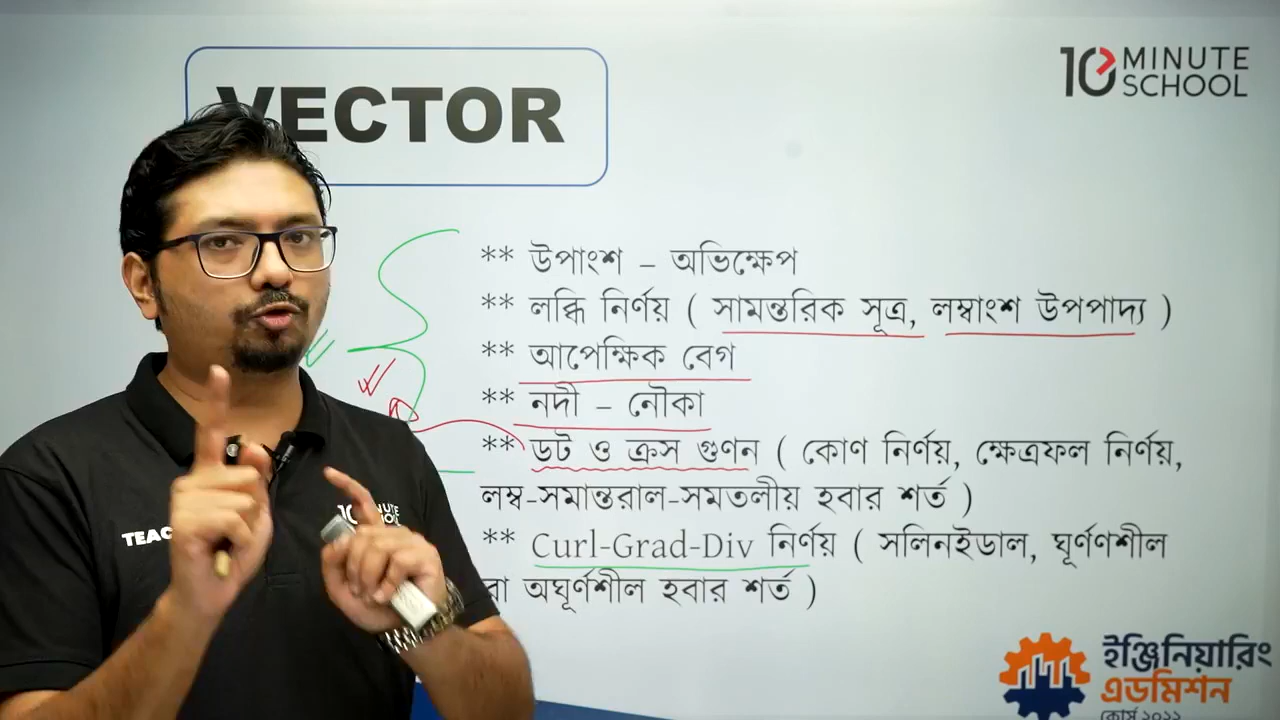 VECTOR
10 MINUTE
SCHOOL
** উপাংশ – অভিক্ষেপ
** লব্ধি নির্ণয় ( সামন্তরিক সূত্র, লম্বাংশ উপপাদ্য )
** আপেক্ষিক বেগ
** নদী – নৌকা
** ডট ও ক্রস গুণন ( কোণ নির্ণয়, ক্ষেত্রফল নির্ণয়,
লম্ব-সমান্তরাল-সমতলীয় হবার শর্ত )
** Curl-Grad-Div নির্ণয় ( সলিনইডাল, ঘূর্ণণশীল
বা অঘূর্ণশীল হবার শর্ত )
ইঞ্জিনিয়ারিং
এডমিশন
কোর্স ২০২২